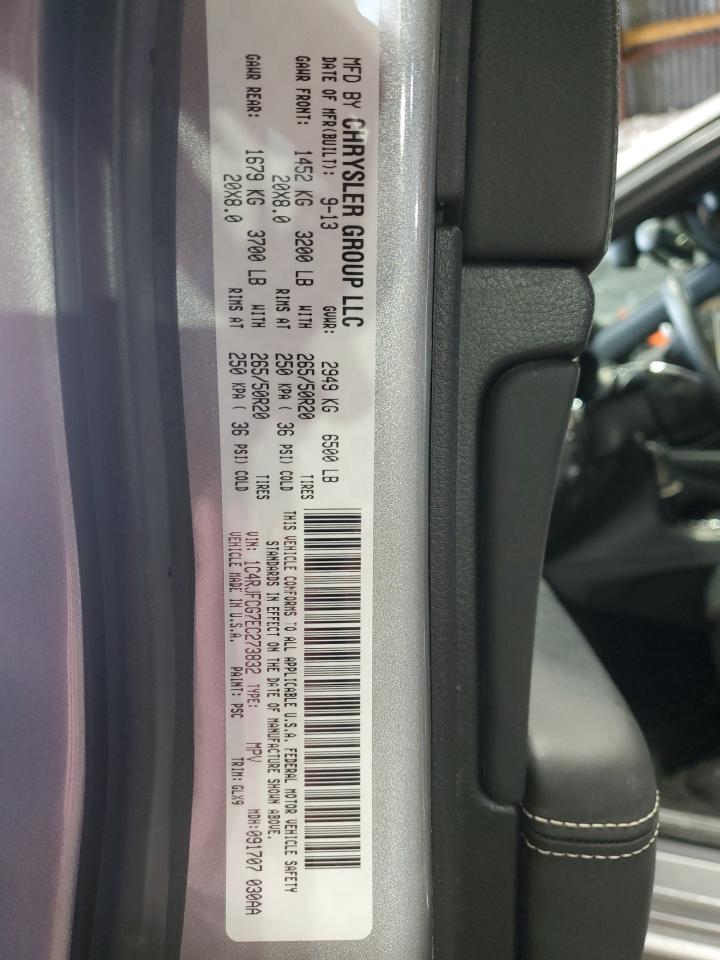 MFD BY CHRYSLER GROUP LLC
DATE OF MFR(BUILT): 9-13 GVWR: 2949 KG 6500 LB
GAWR FRONT: 1452 KG 3200 LB WITH 265/50R20 TIRES
20X8.0 RIMS AT 250 KPA ( 36 PSI) COLD
GAWR REAR: 1679 KG 3700 LB WITH 265/50R20 TIRES
20X8.0 RIMS AT 250 KPA ( 36 PSI) COLD
THIS VEHICLE CONFORMS TO ALL APPLICABLE U.S.A. FEDERAL MOTOR VEHICLE SAFETY
STANDARDS IN EFFECT ON THE DATE OF MANUFACTURE SHOWN ABOVE.
VIN: 1C4RJFCG7EC273832 TYPE: MPV MDH:091707 030AA
VEHICLE MADE IN U.S.A. PAINT: PSC TRIM: GLX9